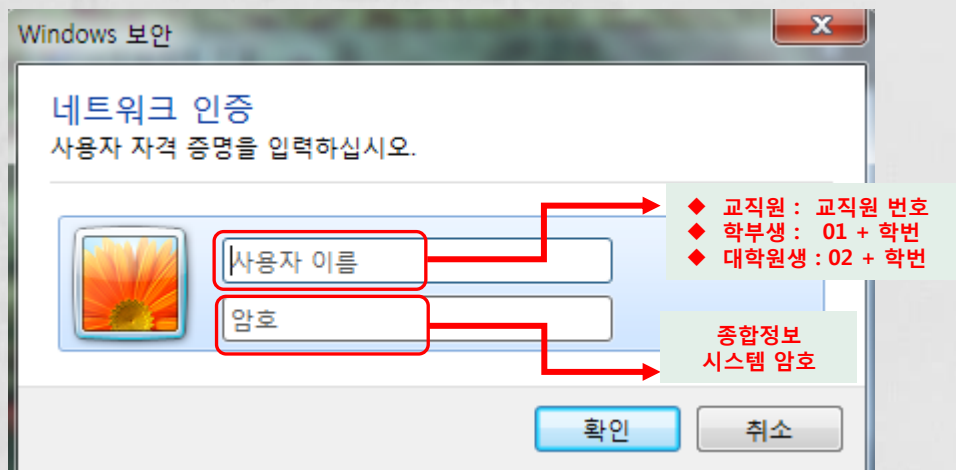 Windows 보안
네트워크 인증
사용자 자격 증명을 입력하십시오.
사용자 이름
암호
◆ 교직원 : 교직원 번호
◆ 학부생 : 01 + 학번
◆ 대학원생 : 02 + 학번
종합정보
시스템 암호
확인
취소